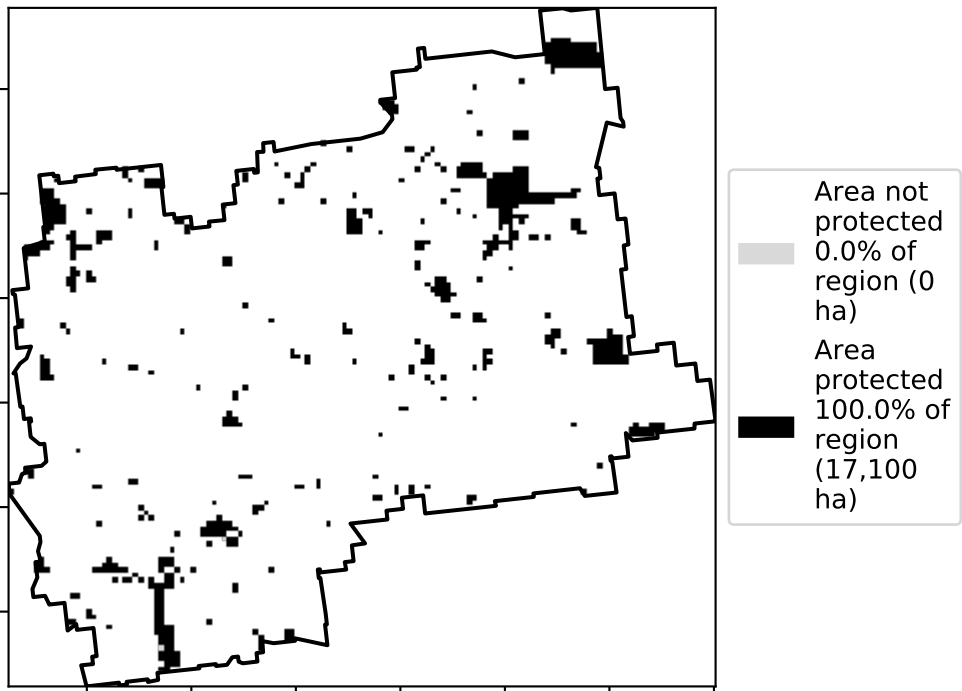 Area not
protected
0.0% of
region (0
ha)
Area
protected
100.0% of
region
(17,100
ha)